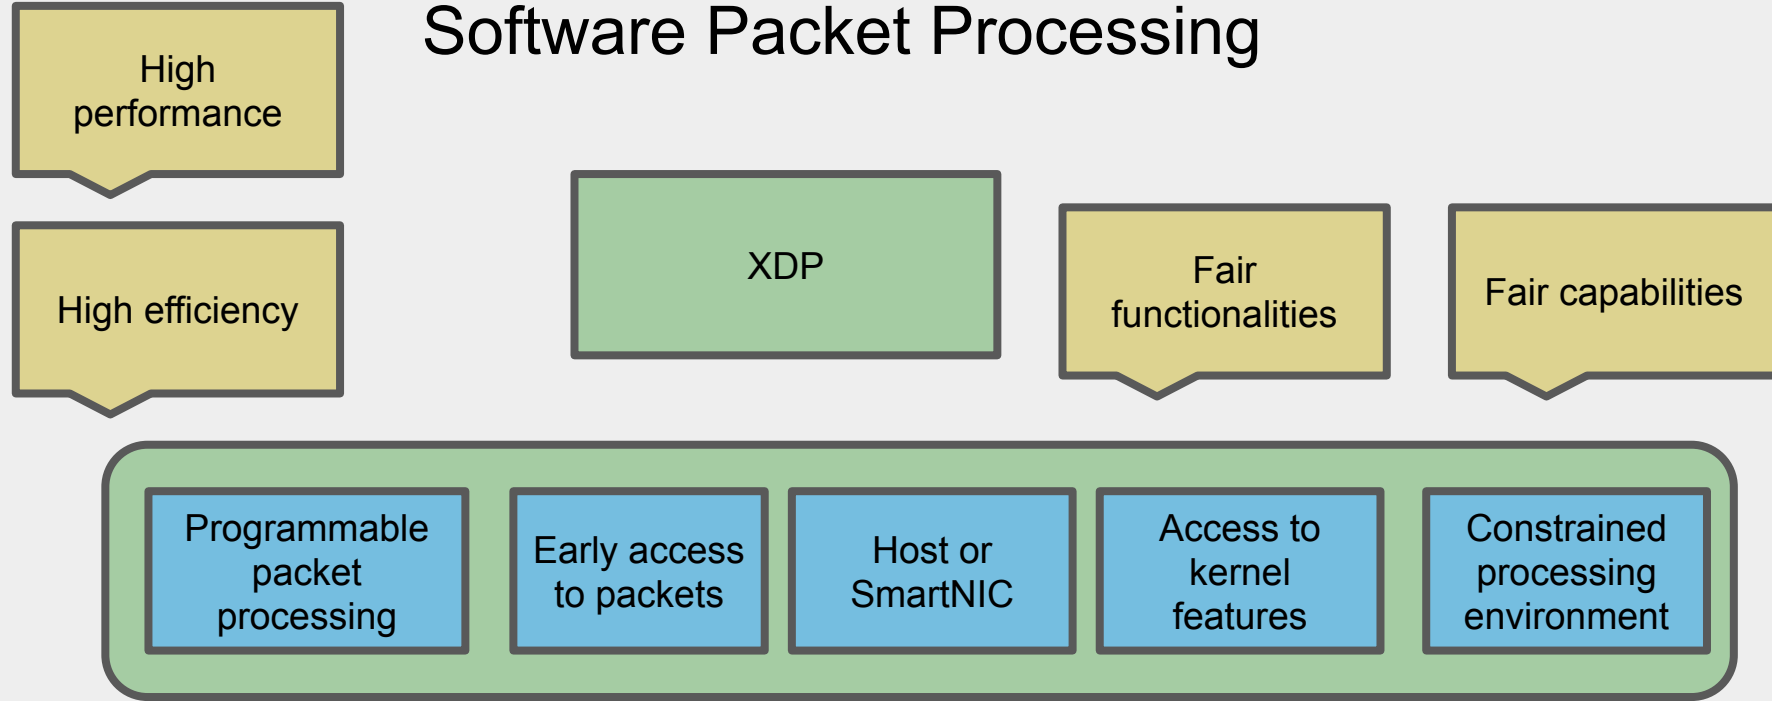 Software Packet Processing
High
performance
High efficiency
XDP
Fair
functionalities
Fair capabilities
Programmable
packet
processing
Early access
to packets
Host or
SmartNIC
Access to
kernel
features
Constrained
processing
environment